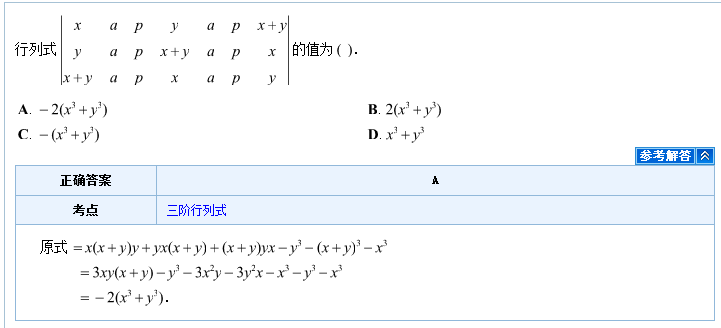 x a p y a p x+y
行列式 y a p x+y a p x 的值为 ( ).
x+y a p x a p y
A. −2(x³+y³) B. 2(x³+y³)
C. −(x³+y³) D. x³+y³
参考解答
正确答案 A
考点 三阶行列式
原式 =x(x+y)y+yx(x+y)+(x+y)yx−y³−(x+y)³−x³
=3xy(x+y)−y³−3x²y−3y²x−x³−y³−x³
=−2(x³+y³).